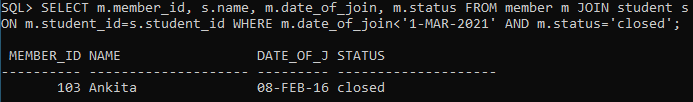 SQL> SELECT m.member_id, s.name, m.date_of_join, m.status FROM member m JOIN student s
ON m.student_id=s.student_id WHERE m.date_of_join<'1-MAR-2021' AND m.status='closed';
MEMBER_ID NAME DATE_OF_J STATUS
---------- -------------------- --------- --------------------
103 Ankita 08-FEB-16 closed